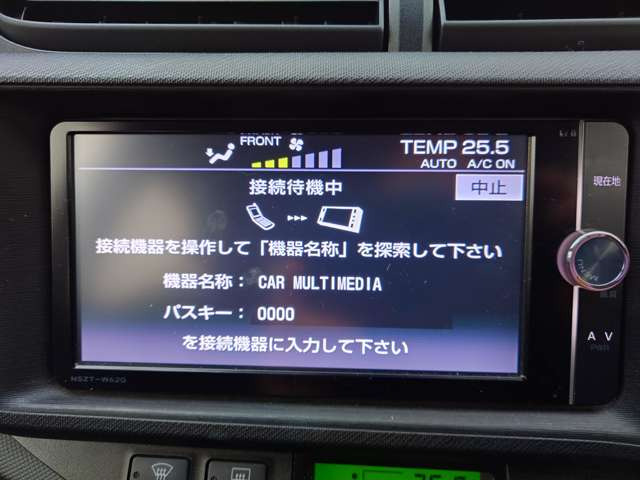 FRONT
TEMP 25.5
AUTO A/C ON
接続待機中
中止
接続機器を操作して「機器名称」を探索して下さい
機器名称： CAR MULTIMEDIA
パスキー： 0000
を接続機器に入力して下さい
現在地
MENU
AV
PWR
NSZT-W62G